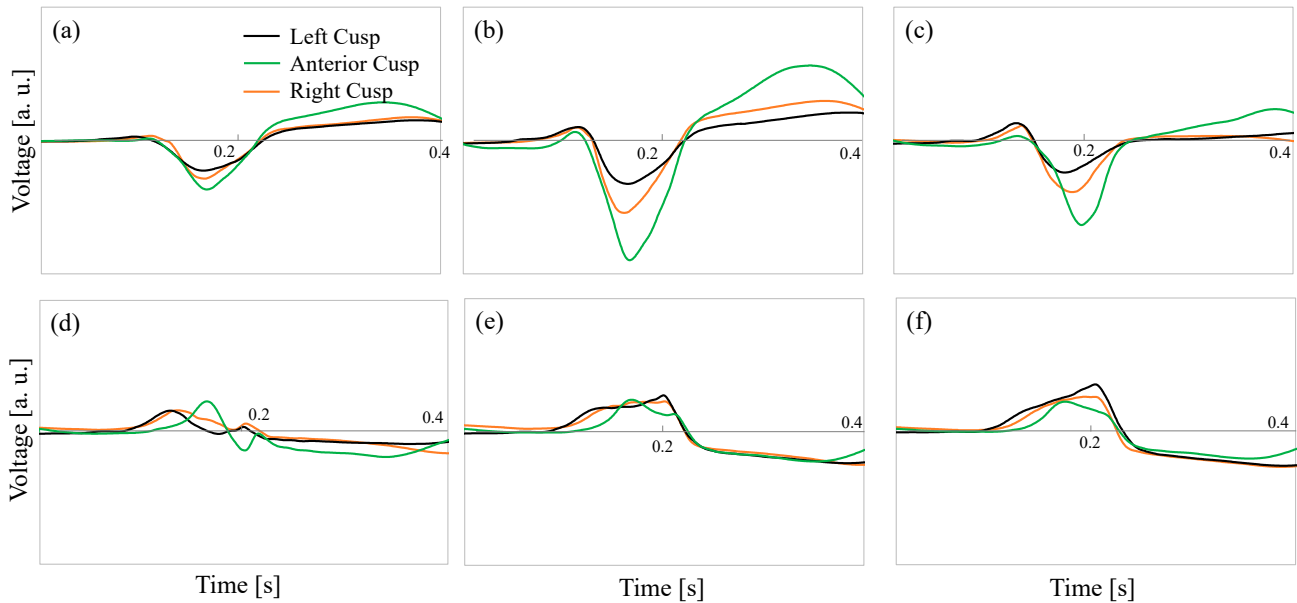 (a)
Left Cusp
Anterior Cusp
Right Cusp
Voltage [a. u.]
0.2
0.4
(b)
0.2
0.4
(c)
0.2
0.4
(d)
Voltage [a. u.]
0.2
0.4
Time [s]
(e)
0.2
0.4
Time [s]
(f)
0.2
0.4
Time [s]